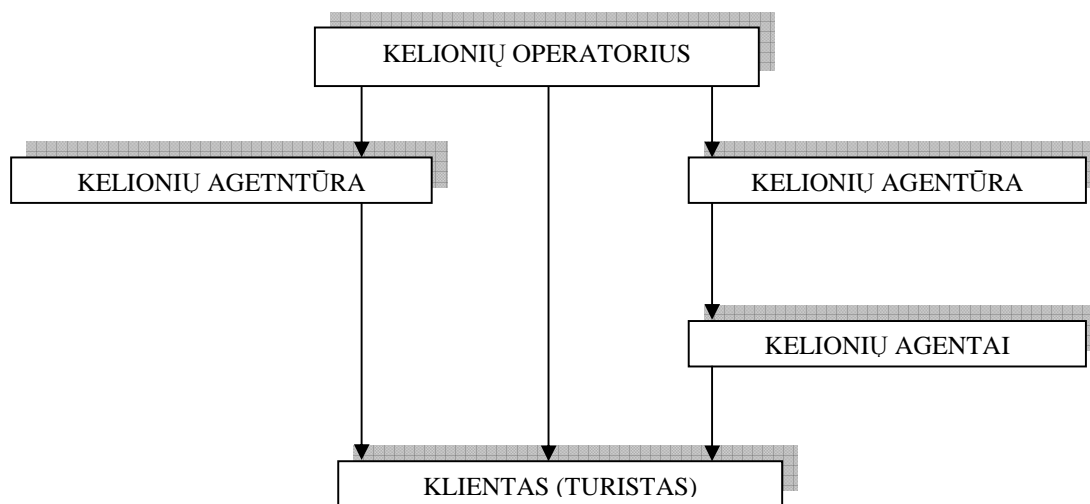 KELIONIŲ OPERATORIUS
KELIONIŲ AGETNTŪRA
KELIONIŲ AGENTŪRA
KELIONIŲ AGENTAI
KLIENTAS (TURISTAS)